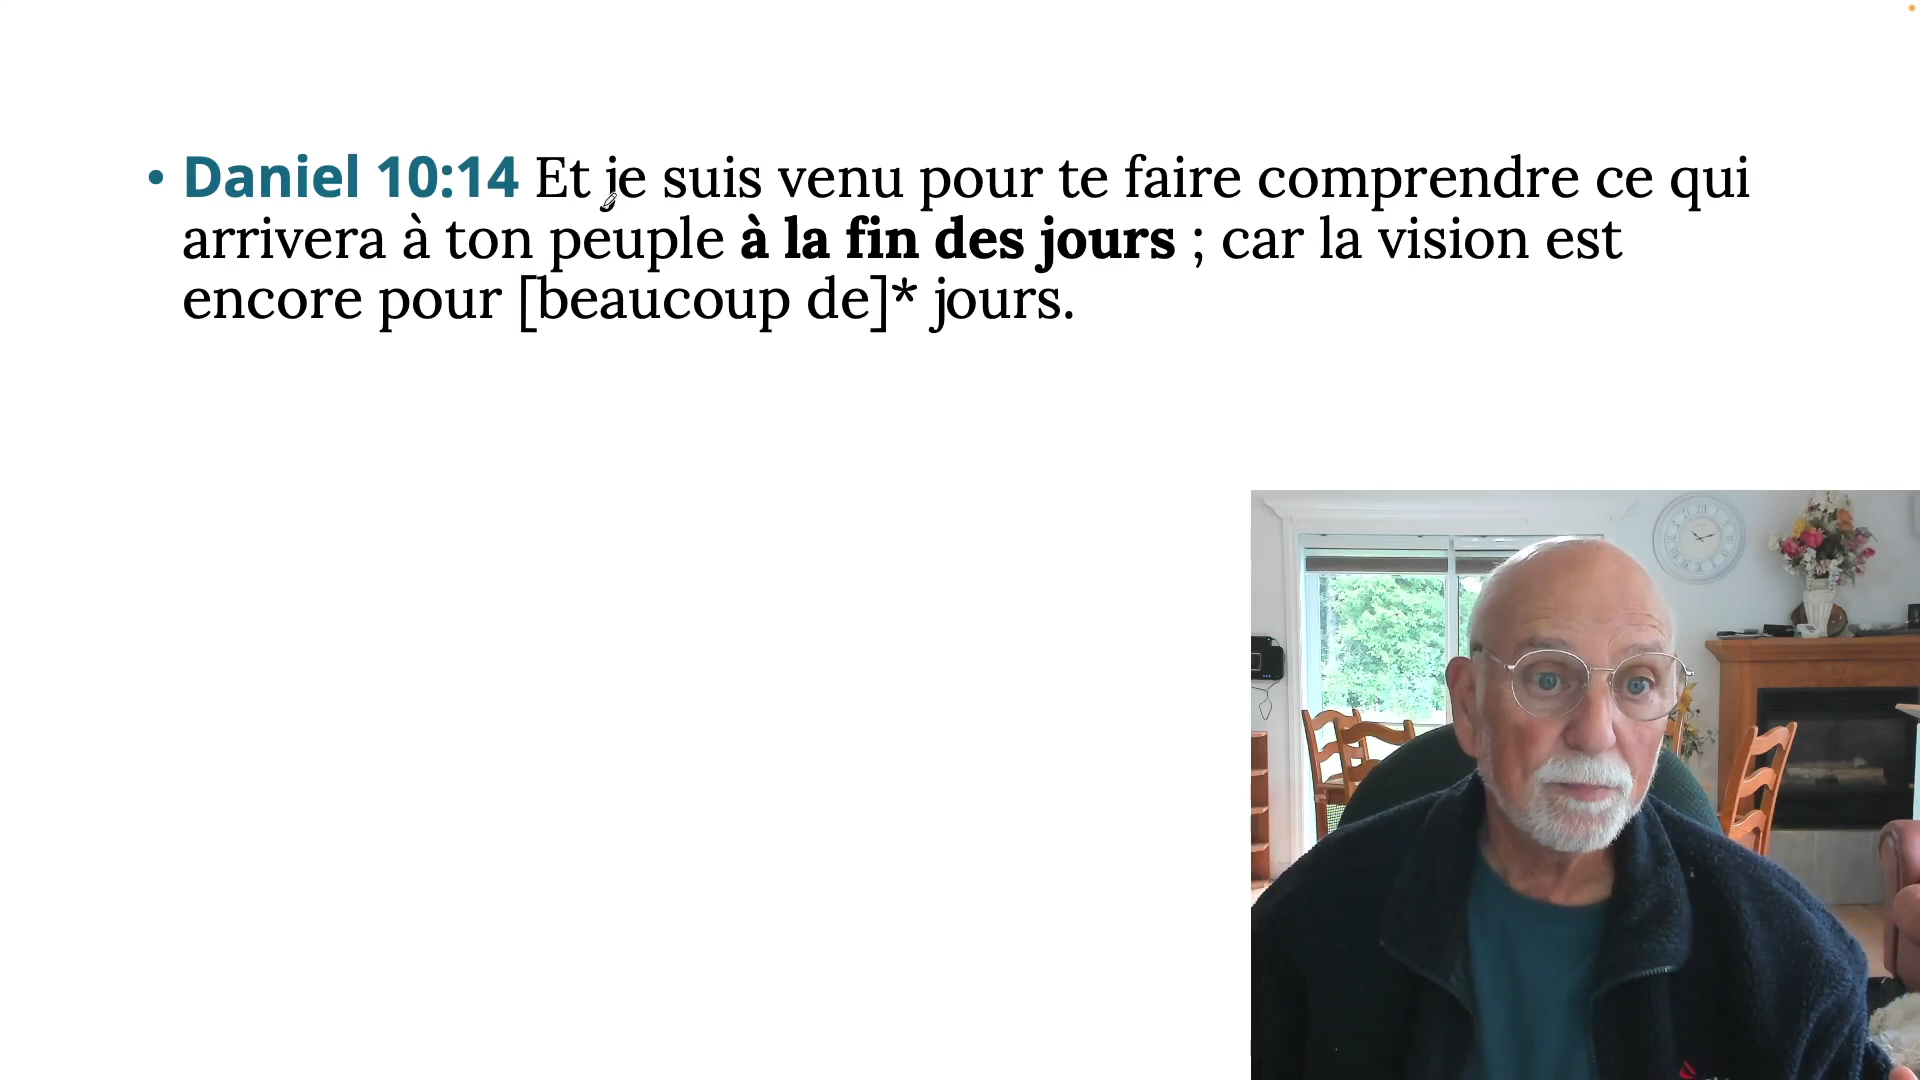 • Daniel 10:14 Et je suis venu pour te faire comprendre ce qui
arrivera à ton peuple à la fin des jours ; car la vision est
encore pour [beaucoup de]* jours.